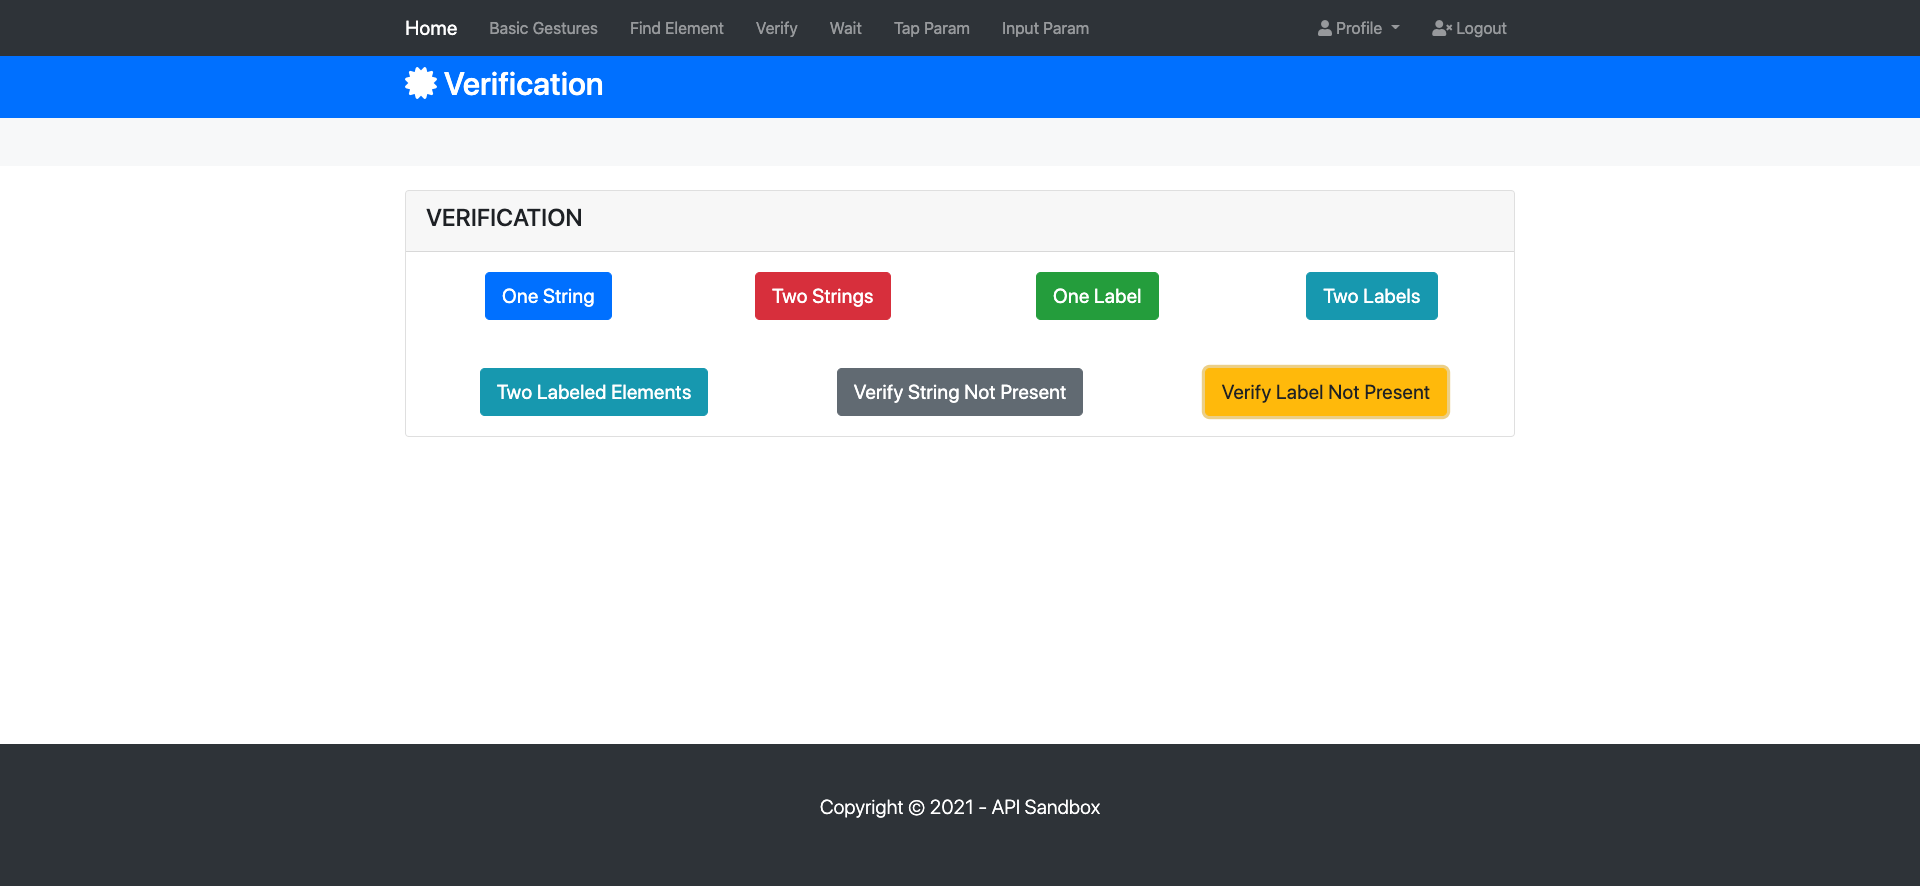 Home Basic Gestures Find Element Verify Wait Tap Param Input Param Profile Logout
Verification
VERIFICATION
One String Two Strings One Label Two Labels
Two Labeled Elements Verify String Not Present Verify Label Not Present
Copyright © 2021 - API Sandbox